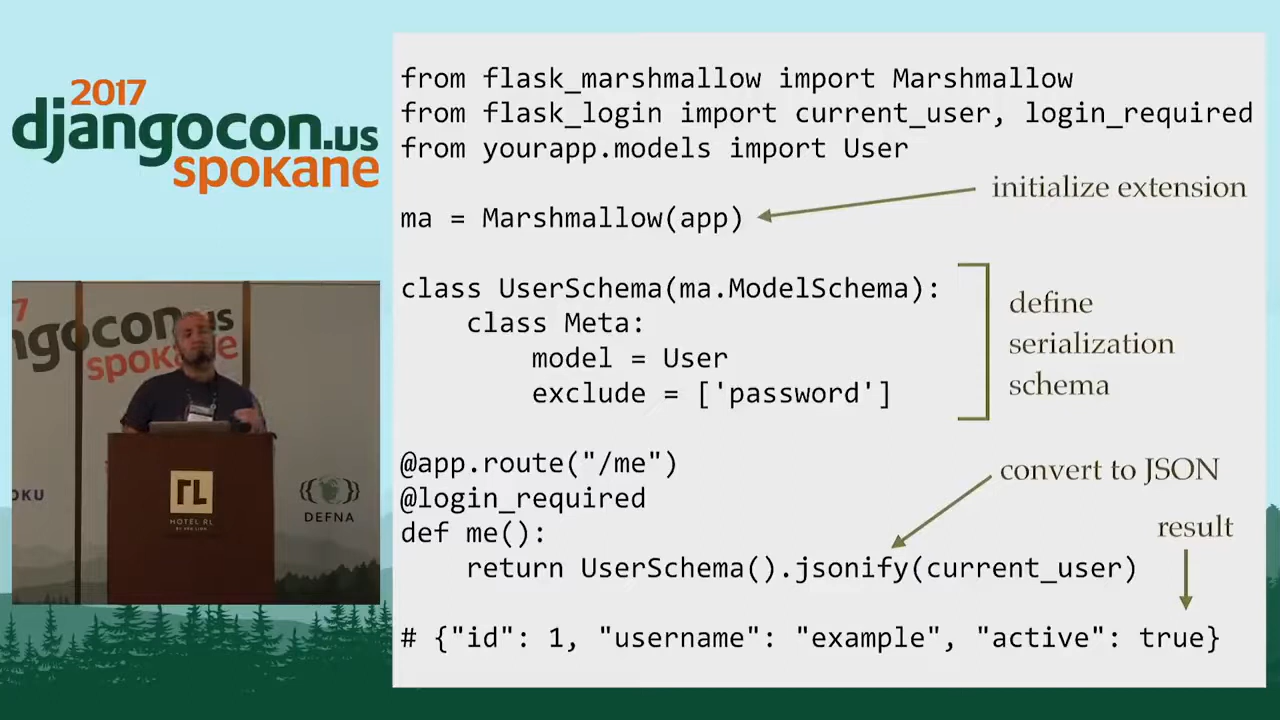 2017
djangocon.us
spokane
from flask_marshmallow import Marshmallow
from flask_login import current_user, login_required
from yourapp.models import User
initialize extension
ma = Marshmallow(app)
class UserSchema(ma.ModelSchema):
class Meta:
model = User
exclude = ['password']
define
serialization
schema
@app.route("/me")
@login_required
def me():
return UserSchema().jsonify(current_user)
convert to JSON
result
# {"id": 1, "username": "example", "active": true}
7
ngocon.us
spokane
OKU
RL
HOTEL RL
DEFNA